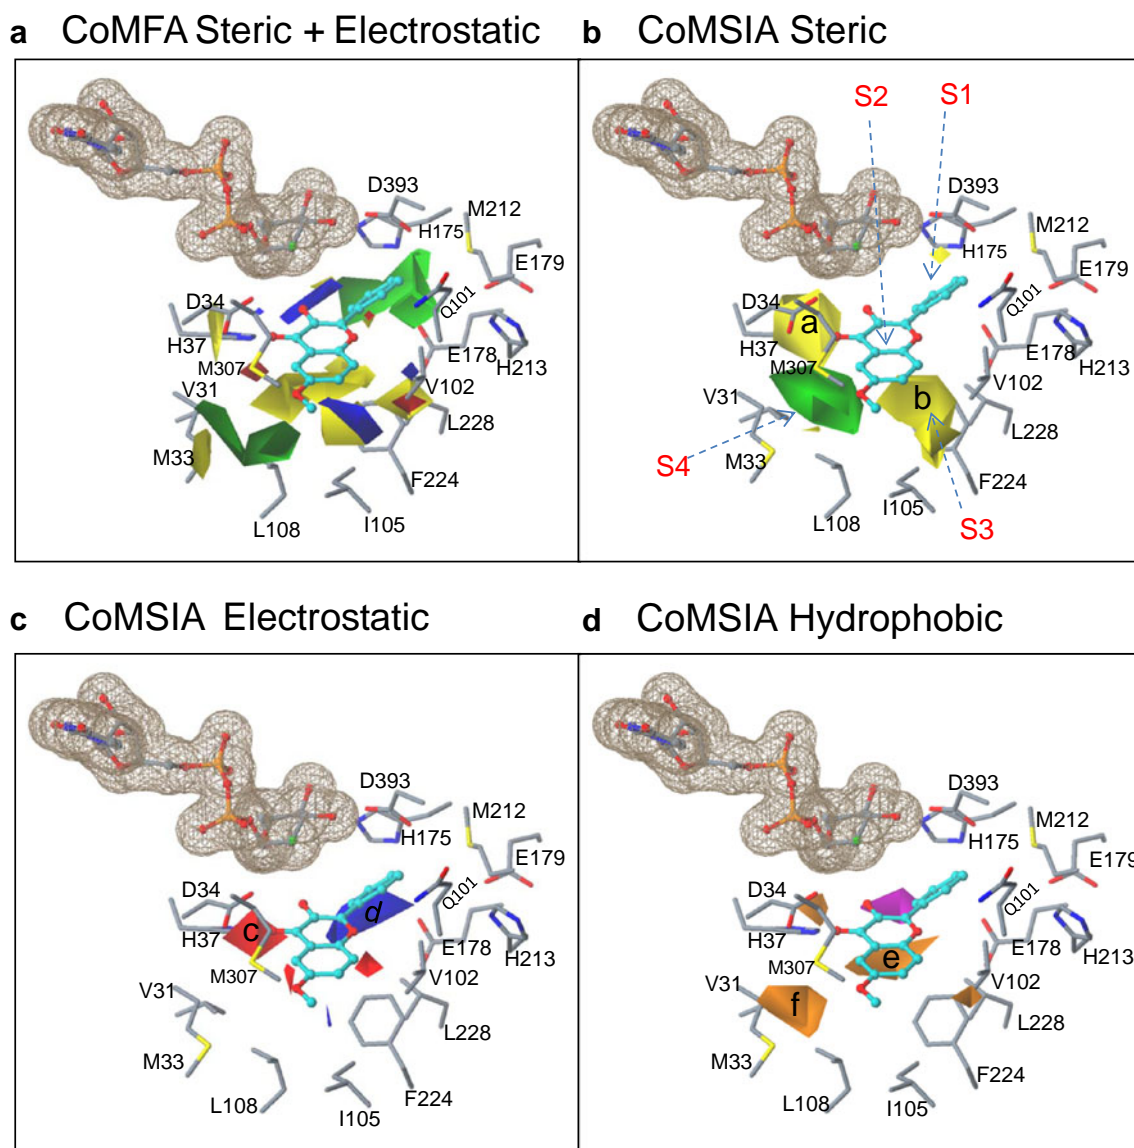 a CoMFA Steric + Electrostatic
b CoMSIA Steric
D393
M212
H175
E179
Q101
D34
H37
M307
E178
H213
V31
V102
L228
M33
F224
L108
I105
S2
S1
D393
M212
H175
E179
Q101
D34
a
H37
M307
E178
H213
V31
V102
b
L228
S4
M33
F224
I105
L108
S3
c CoMSIA Electrostatic
d CoMSIA Hydrophobic
D393
M212
H175
E179
Q101
D34
c
d
H37
E178
H213
M307
V102
V31
L228
M33
F224
L108
I105
D393
M212
H175
E179
Q101
D34
H37
E178
H213
M307
e
V102
V31
f
L228
M33
F224
L108
I105